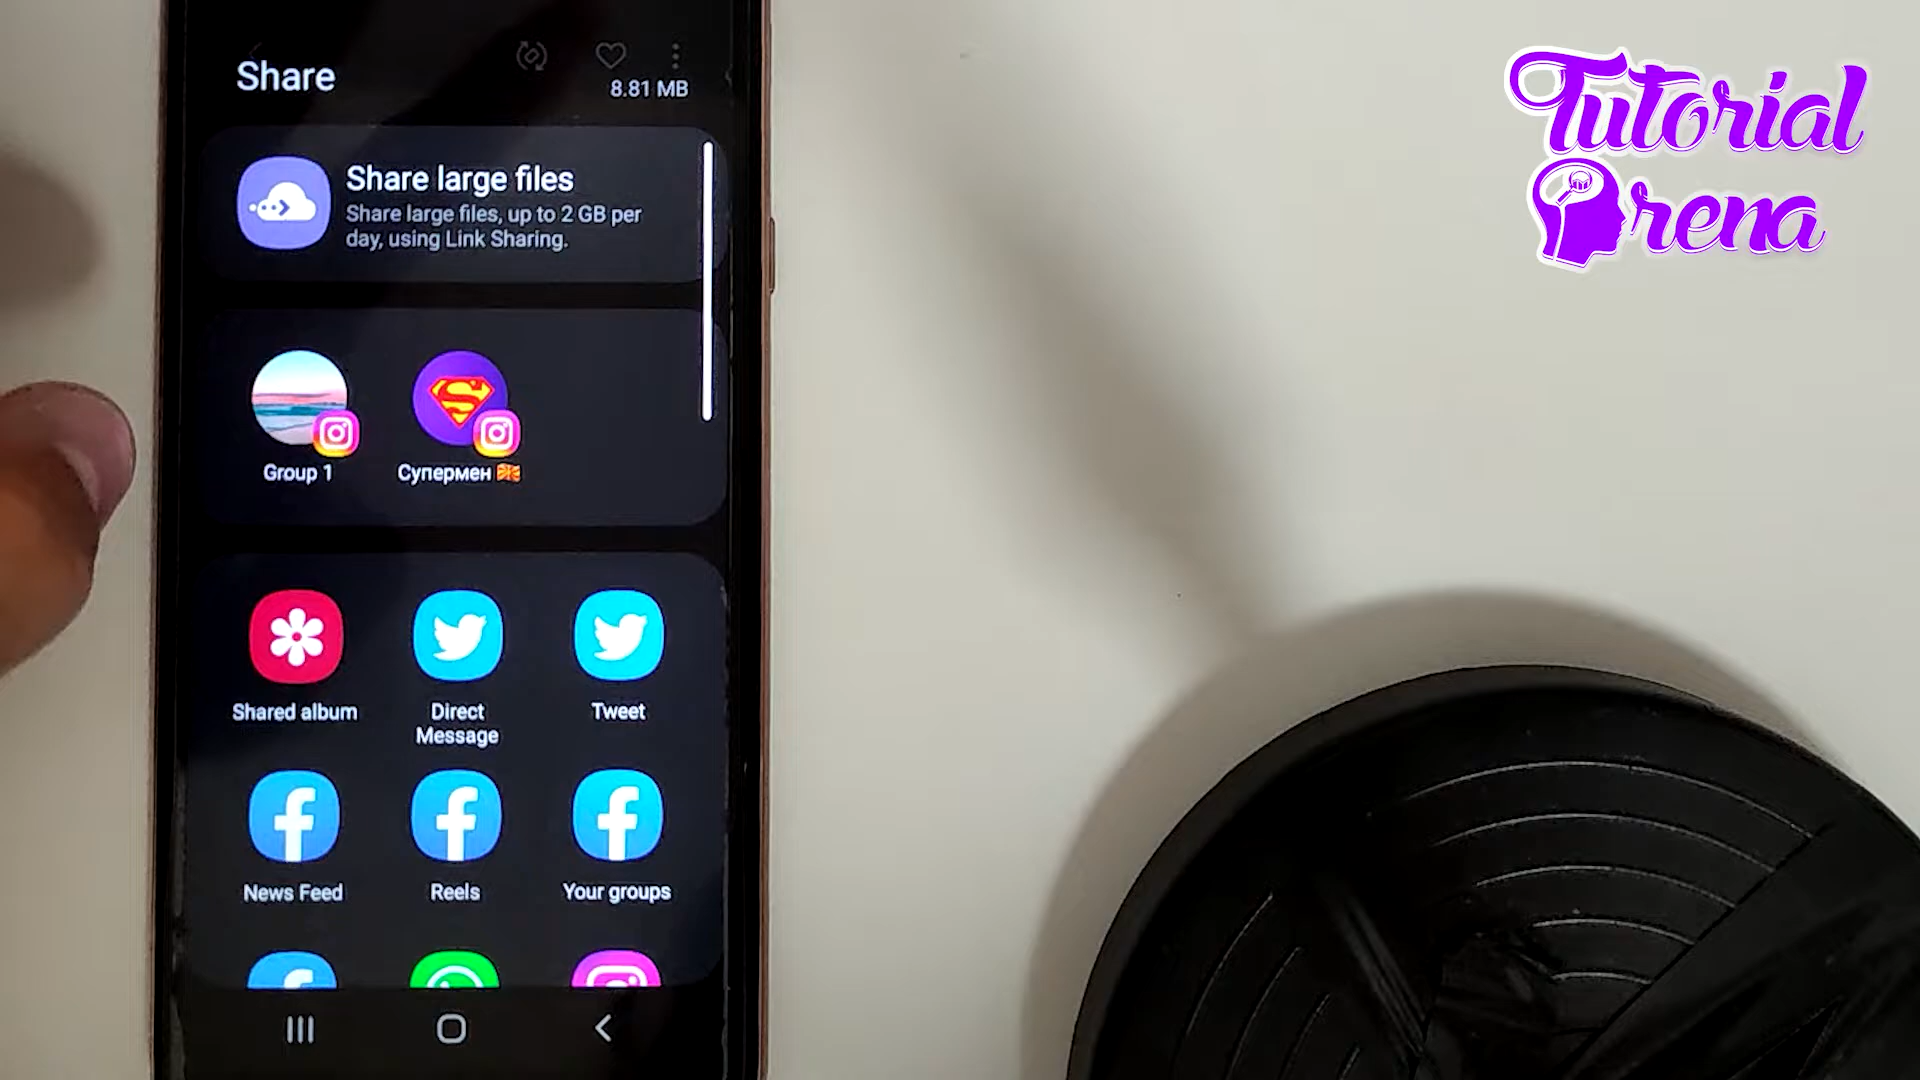 Share
8.81 MB
Share large files
Share large files, up to 2 GB per
day, using Link Sharing.
Group 1
Супермен 🇲🇰
Shared album
Direct
Message
Tweet
News Feed
Reels
Your groups
Tutorial
Arena